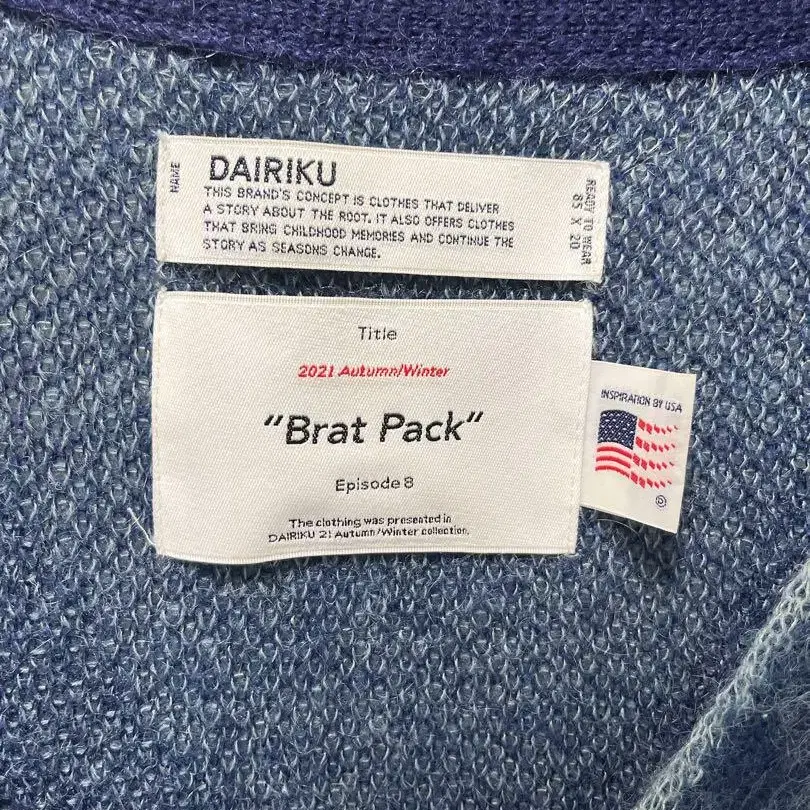 NAME
DAIRIKU
THIS BRAND'S CONCEPT IS CLOTHES THAT DELIVER
A STORY ABOUT THE ROOT. IT ALSO OFFERS CLOTHES
THAT BRING CHILDHOOD MEMORIES AND CONTINUE THE
STORY AS SEASONS CHANGE.
READY TO WEAR
85 X 20
Title
2021 Autumn/Winter
"Brat Pack"
Episode 8
The clothing was presented in
DAIRIKU 21 Autumn/Winter collection.
INSPIRATION BY USA